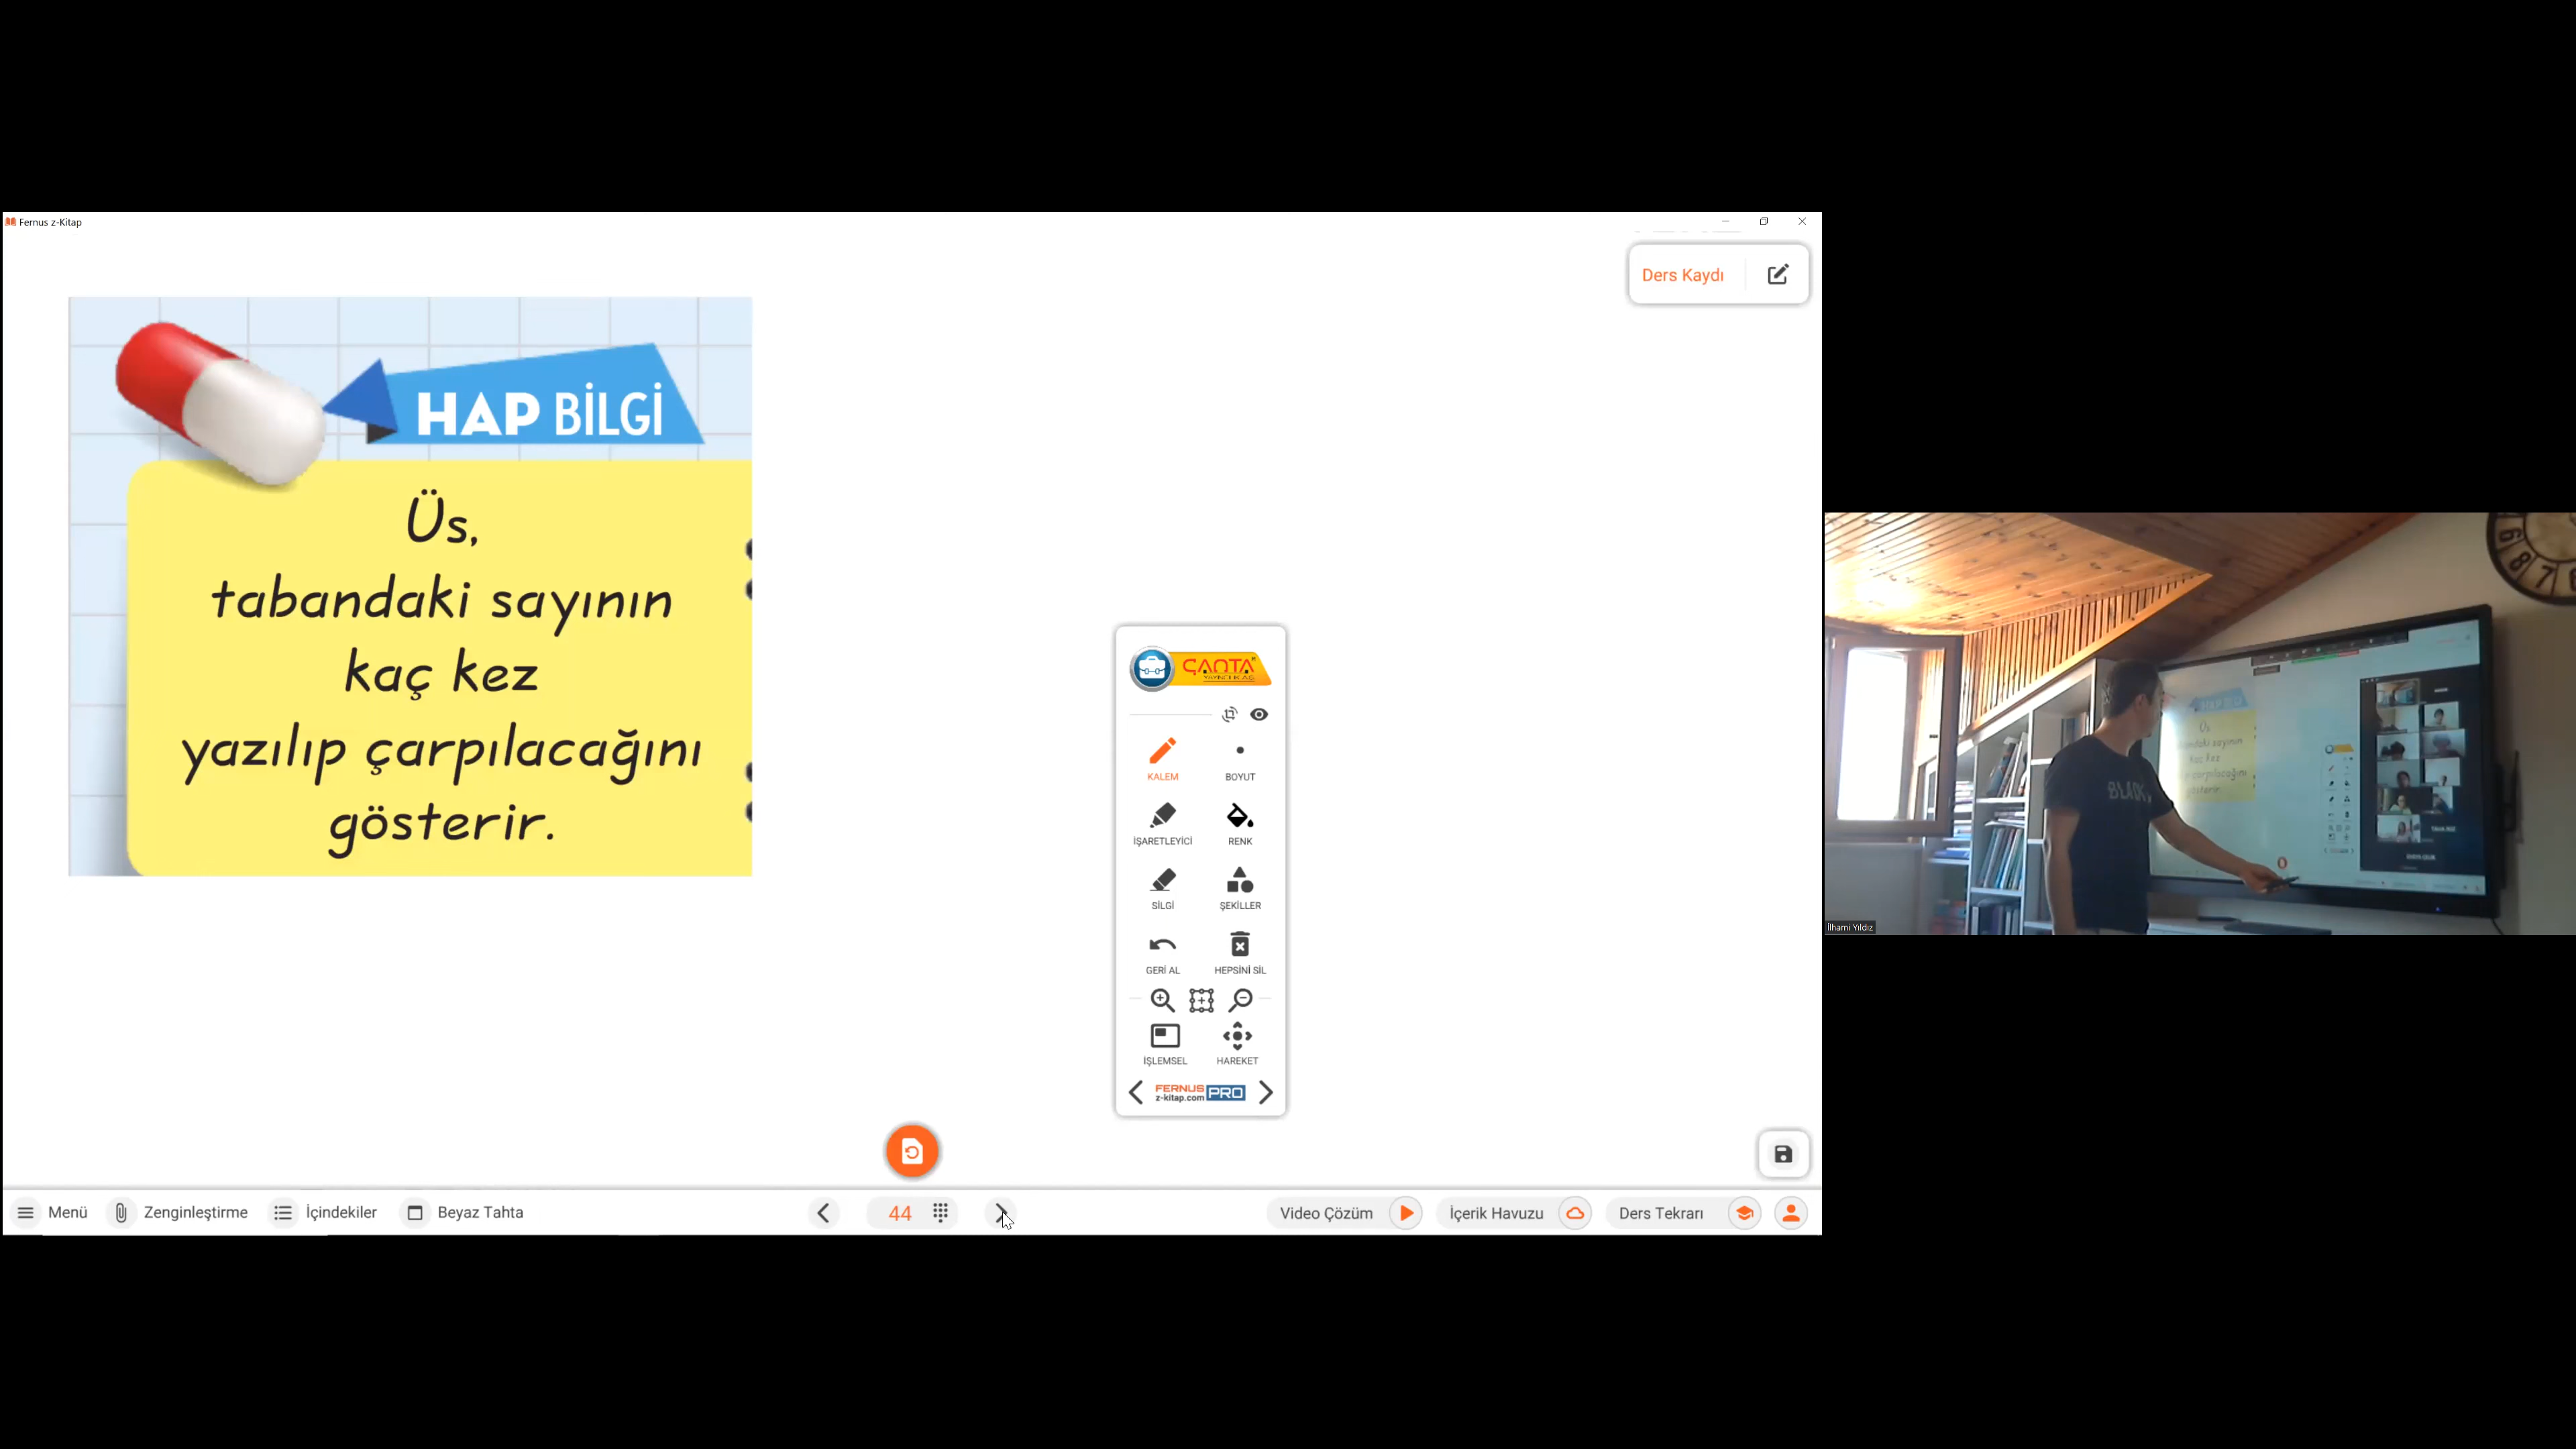 Fernus z-Kitap
Ders Kaydı
HAP BİLGİ
Üs,
tabandaki sayının
kaç kez
yazılıp çarpılacağını
gösterir.
ÇANTA
KALEM
BOYUT
İŞARETLEYİCİ
RENK
SİLGİ
ŞEKİLLER
GERİ AL
HEPSİNİ SİL
İŞLEMSEL
HAREKET
FERNUS PRO
z-kitap.com
Menü
Zenginleştirme
İçindekiler
Beyaz Tahta
44
Video Çözüm
İçerik Havuzu
Ders Tekrarı
İlhami Yıldız